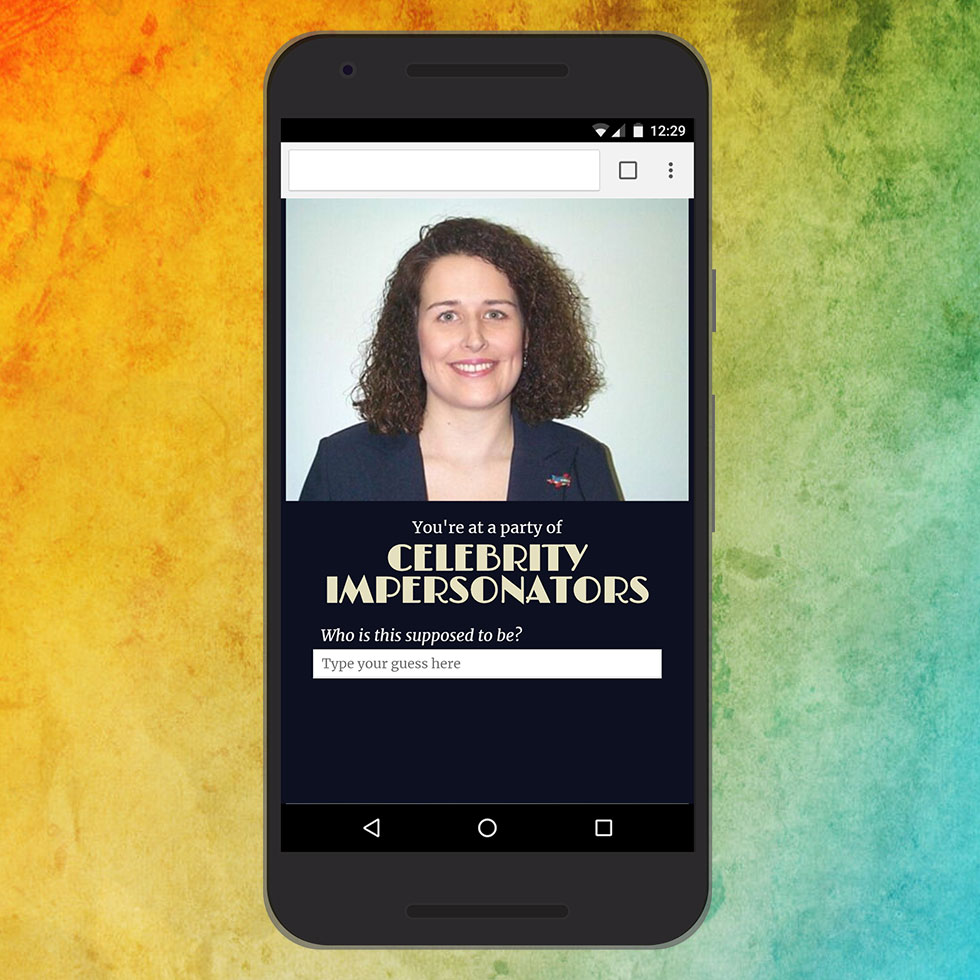 12:29
You're at a party of
CELEBRITY
IMPERSONATORS
Who is this supposed to be?
Type your guess here